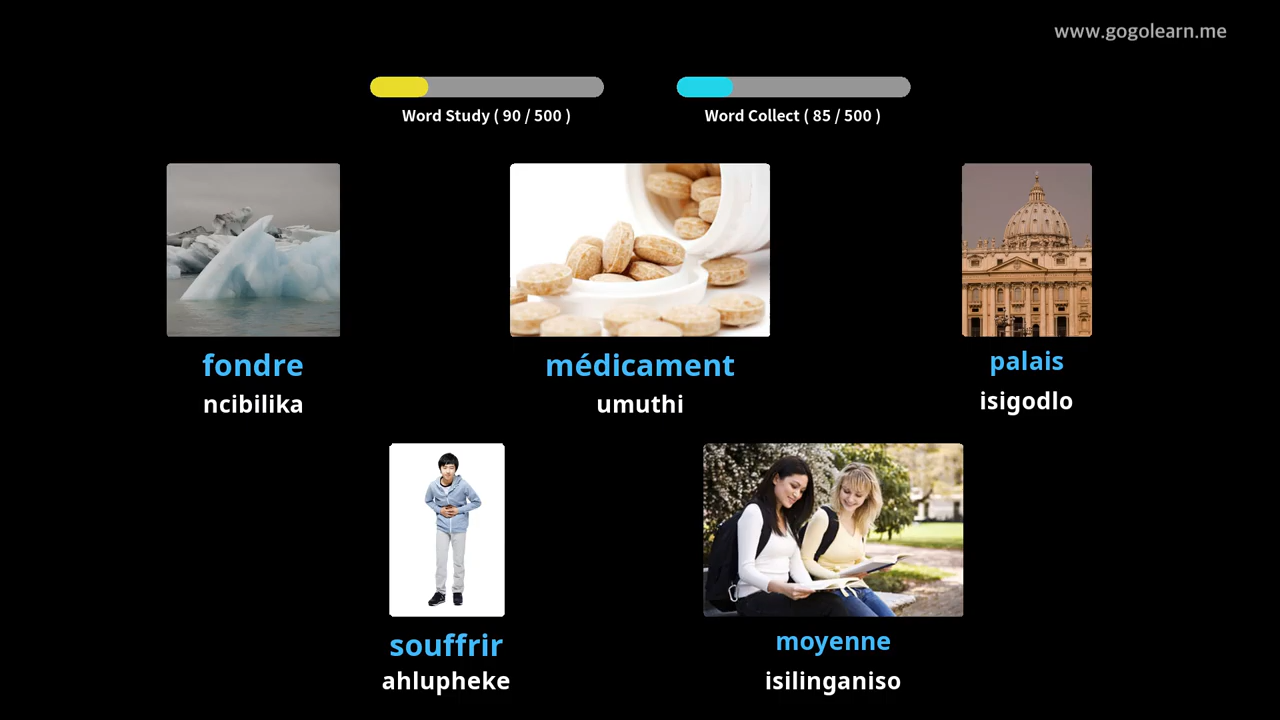 www.gogolearn.me
Word Study ( 90 / 500 )
Word Collect ( 85 / 500 )
fondre
ncibilika
médicament
umuthi
palais
isigodlo
souffrir
ahlupheke
moyenne
isilinganiso